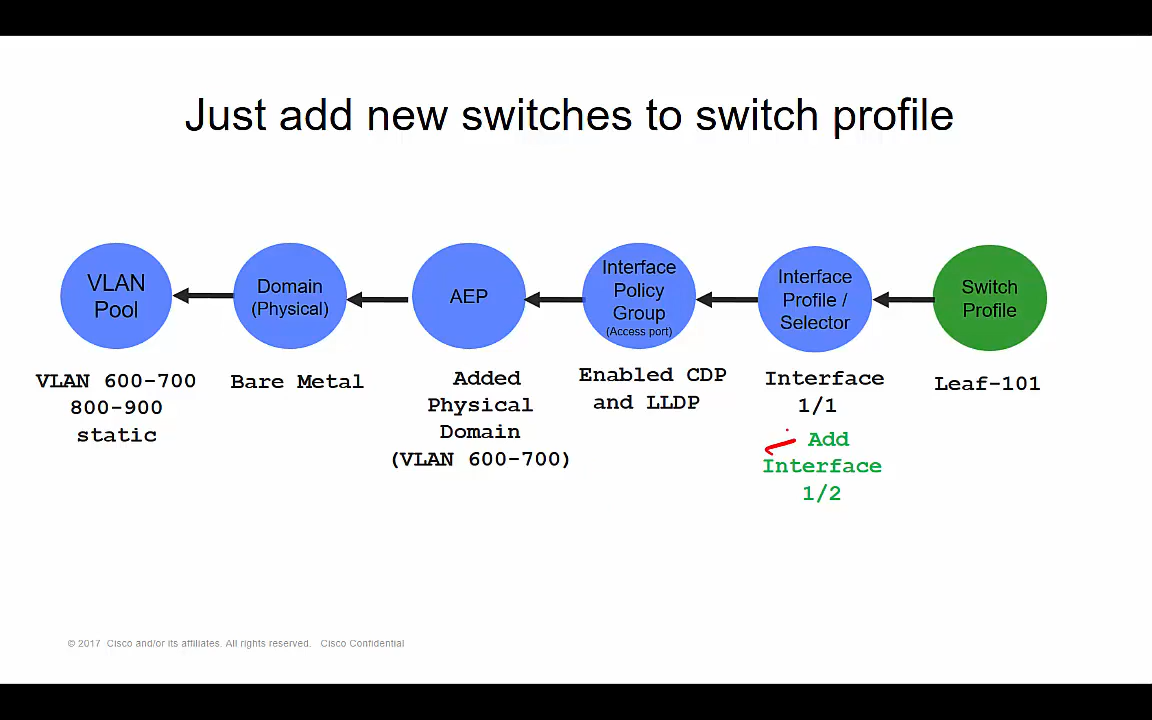 Just add new switches to switch profile
VLAN
Pool
Domain
(Physical)
AEP
Interface
Policy
Group
(Access port)
Interface
Profile /
Selector
Switch
Profile
VLAN 600-700
800-900
static
Bare Metal
Added
Physical
Domain
(VLAN 600-700)
Enabled CDP
and LLDP
Interface
1/1
Add
Interface
1/2
Leaf-101
© 2017 Cisco and/or its affiliates. All rights reserved. Cisco Confidential